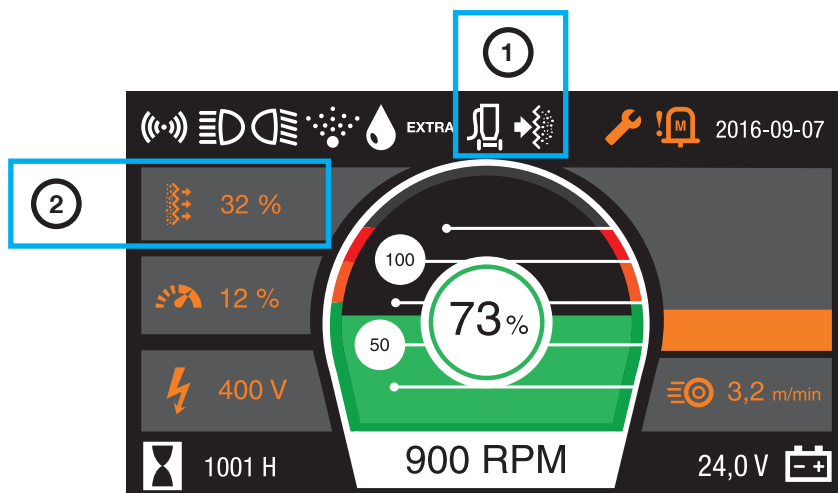 1
EXTRA
! M
2016-09-07
2
32 %
100
12 %
73%
50
400 V
3,2 m/min
1001 H
900 RPM
24,0 V
- +